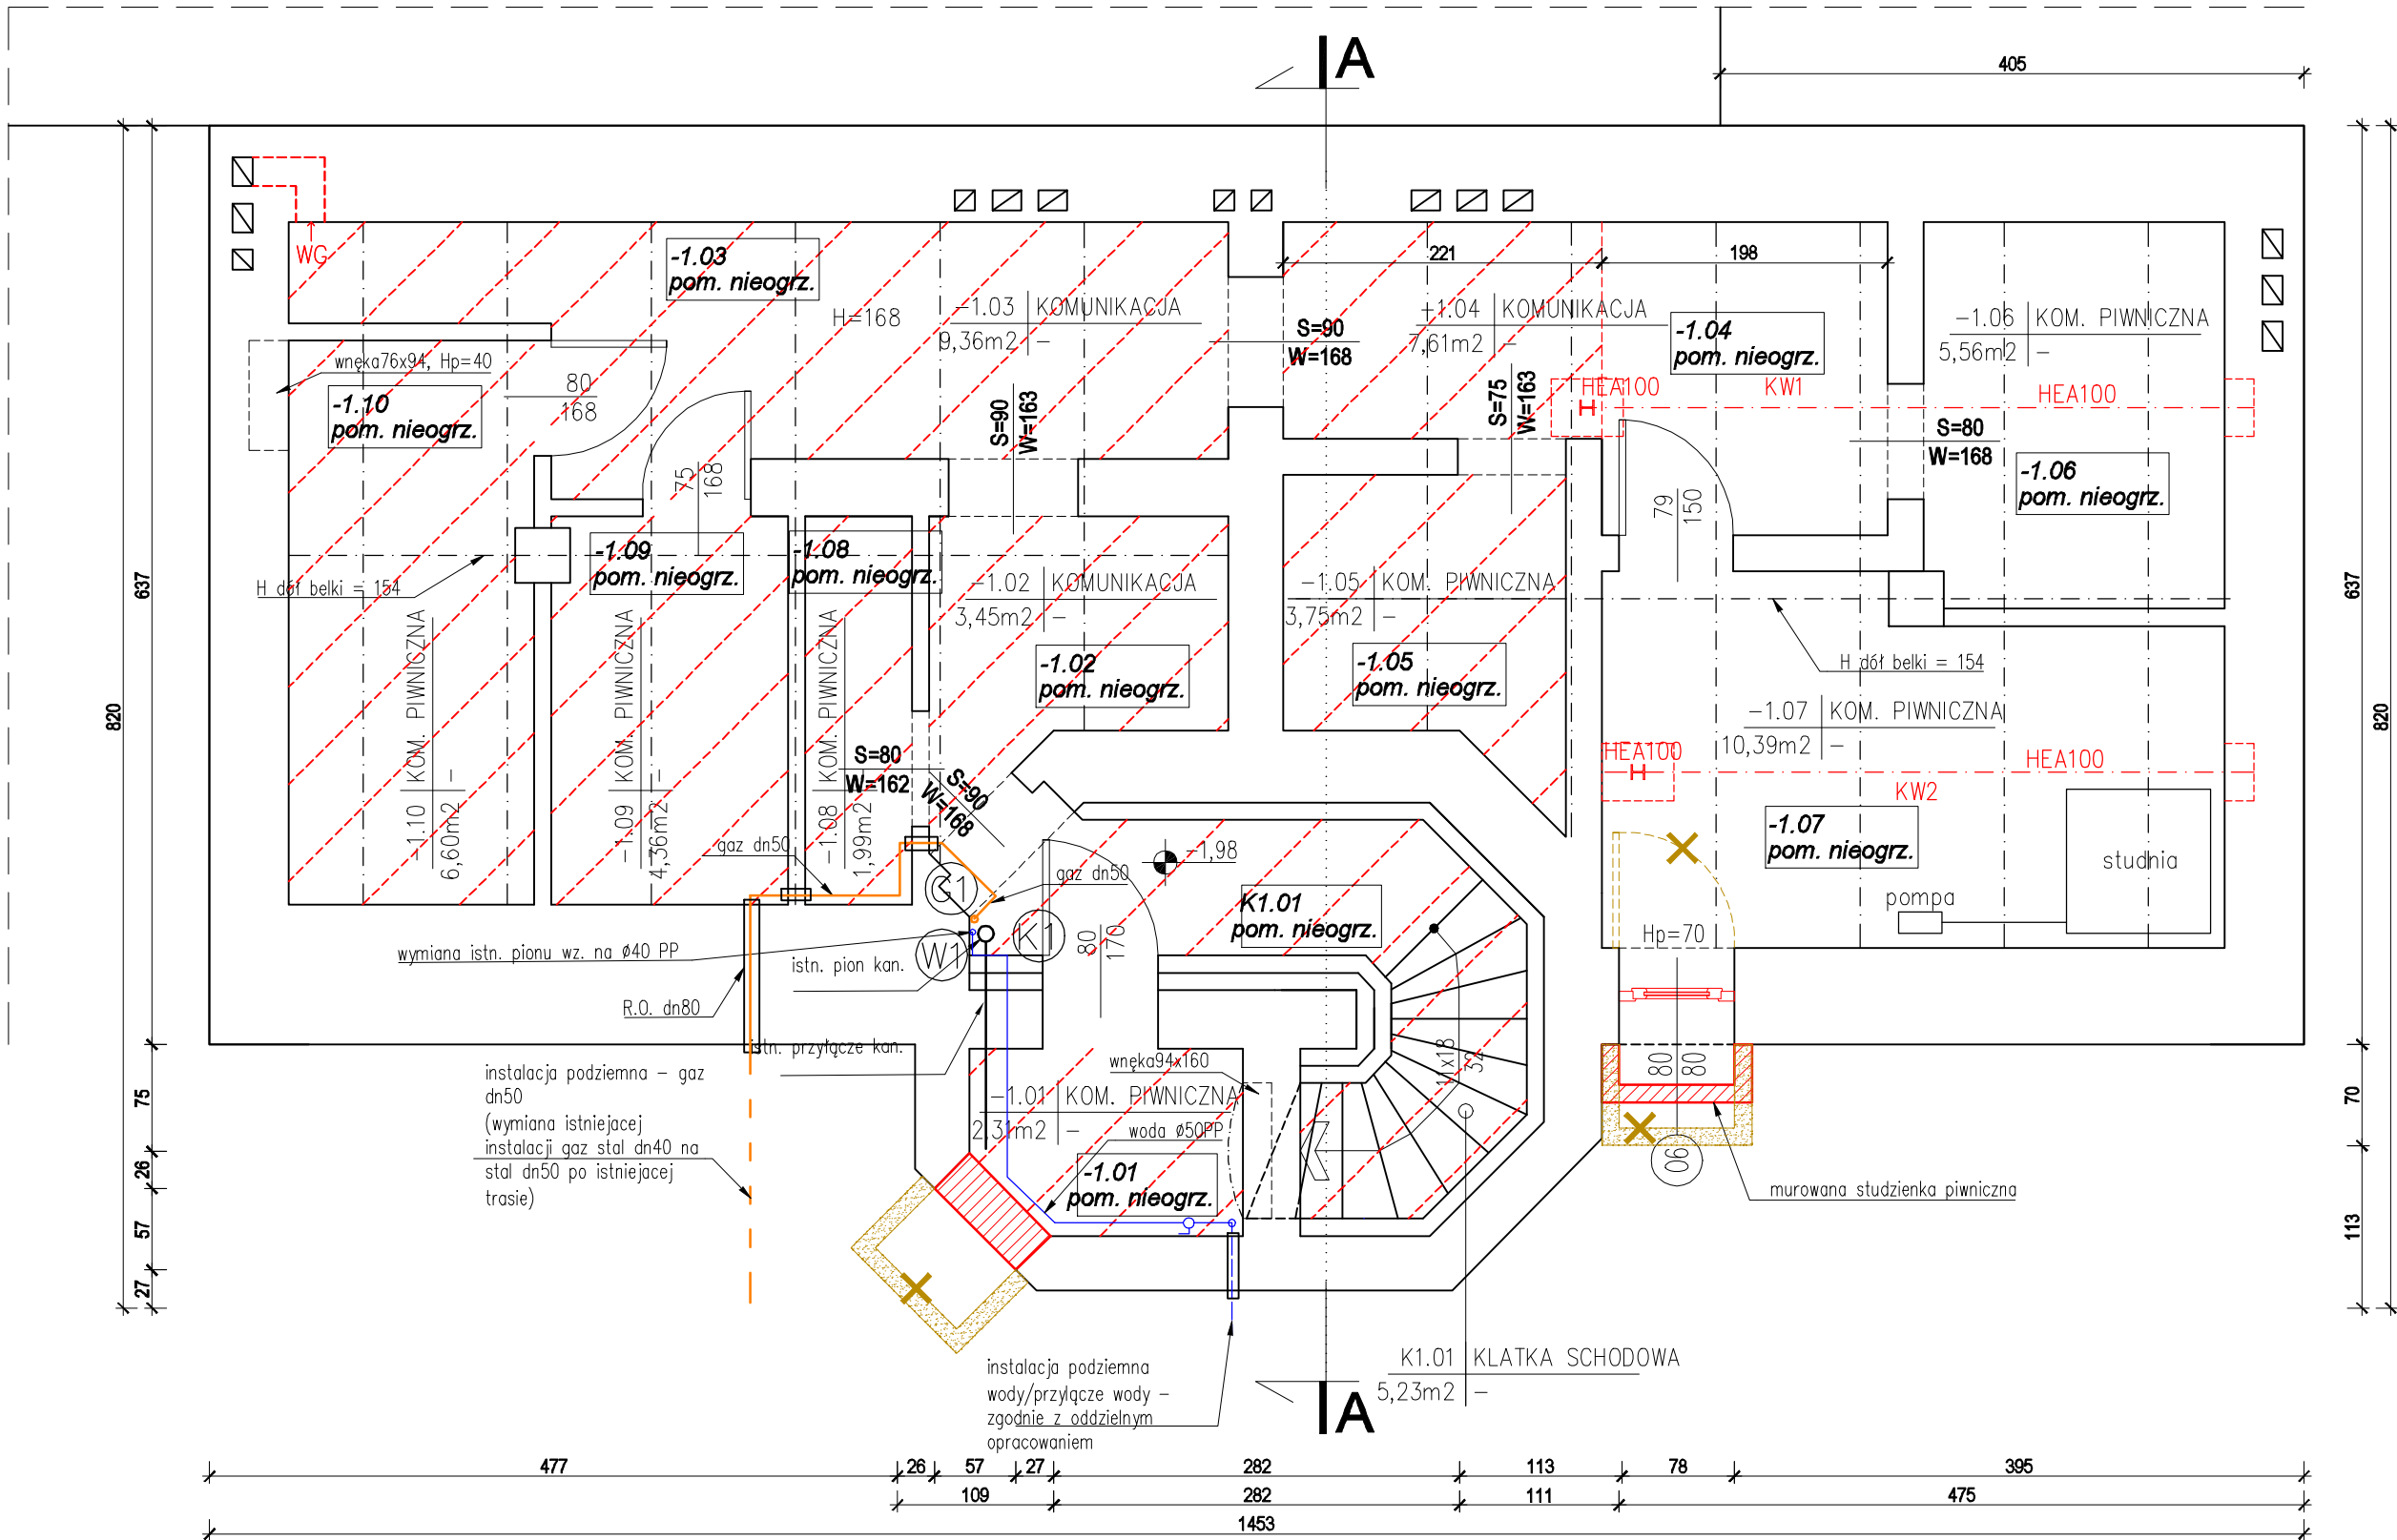 A
405
WG
-1.03
pom. nieogrz.
H=168
-1.03 KOMUNIKACJA
9,36m2 -
221
198
-1.04 KOMUNIKACJA
7,61m2 -
-1.04
pom. nieogrz.
-1.06 KOM. PIWNICZNA
5,56m2 -
S=90
W=168
wnęka76x94, Hp=40
-1.10
pom. nieogrz.
80
168
S=90
W=163
S=75
W=163
HEA100
KW1
HEA100
S=80
W=168
-1.06
pom. nieogrz.
75
168
79
150
-1.09
pom. nieogrz.
-1.08
pom. nieogrz.
H dół belki = 154
-1.02 KOMUNIKACJA
3,45m2 -
-1.05 KOM. PIWNICZNA
3,75m2 -
637
820
637
820
-1.02
pom. nieogrz.
-1.05
pom. nieogrz.
H dół belki = 154
-1.10 KOM. PIWNICZNA
6,60m2 -
-1.09 KOM. PIWNICZNA
4,36m2 -
-1.08 KOM. PIWNICZNA
1,99m2 -
-1.07 KOM. PIWNICZNA
10,39m2 -
S=80
W=162
S=90
W=168
HEA100
HEA100
KW2
-1.07
pom. nieogrz.
studnia
pompa
gaz dn50
gaz dn50
-1,98
G1
K1
W1
K1.01
pom. nieogrz.
80
170
Hp=70
wymiana istn. pionu wz. na ø40 PP
istn. pion kan.
R.O. dn80
istn. przyłącze kan.
wnęka94x160
11x18
32
80
80
instalacja podziemna – gaz
dn50
(wymiana istniejacej
instalacji gaz stal dn40 na
stal dn50 po istniejacej
trasie)
-1.01 KOM. PIWNICZNA
2,31m2 -
woda ø50PP
-1.01
pom. nieogrz.
06
murowana studzienka piwniczna
75
26
57
27
70
113
instalacja podziemna
wody/przyłącze wody –
zgodnie z oddzielnym
opracowaniem
K1.01 KLATKA SCHODOWA
5,23m2 -
A
477
26
57
27
282
113
78
395
109
282
111
475
1453